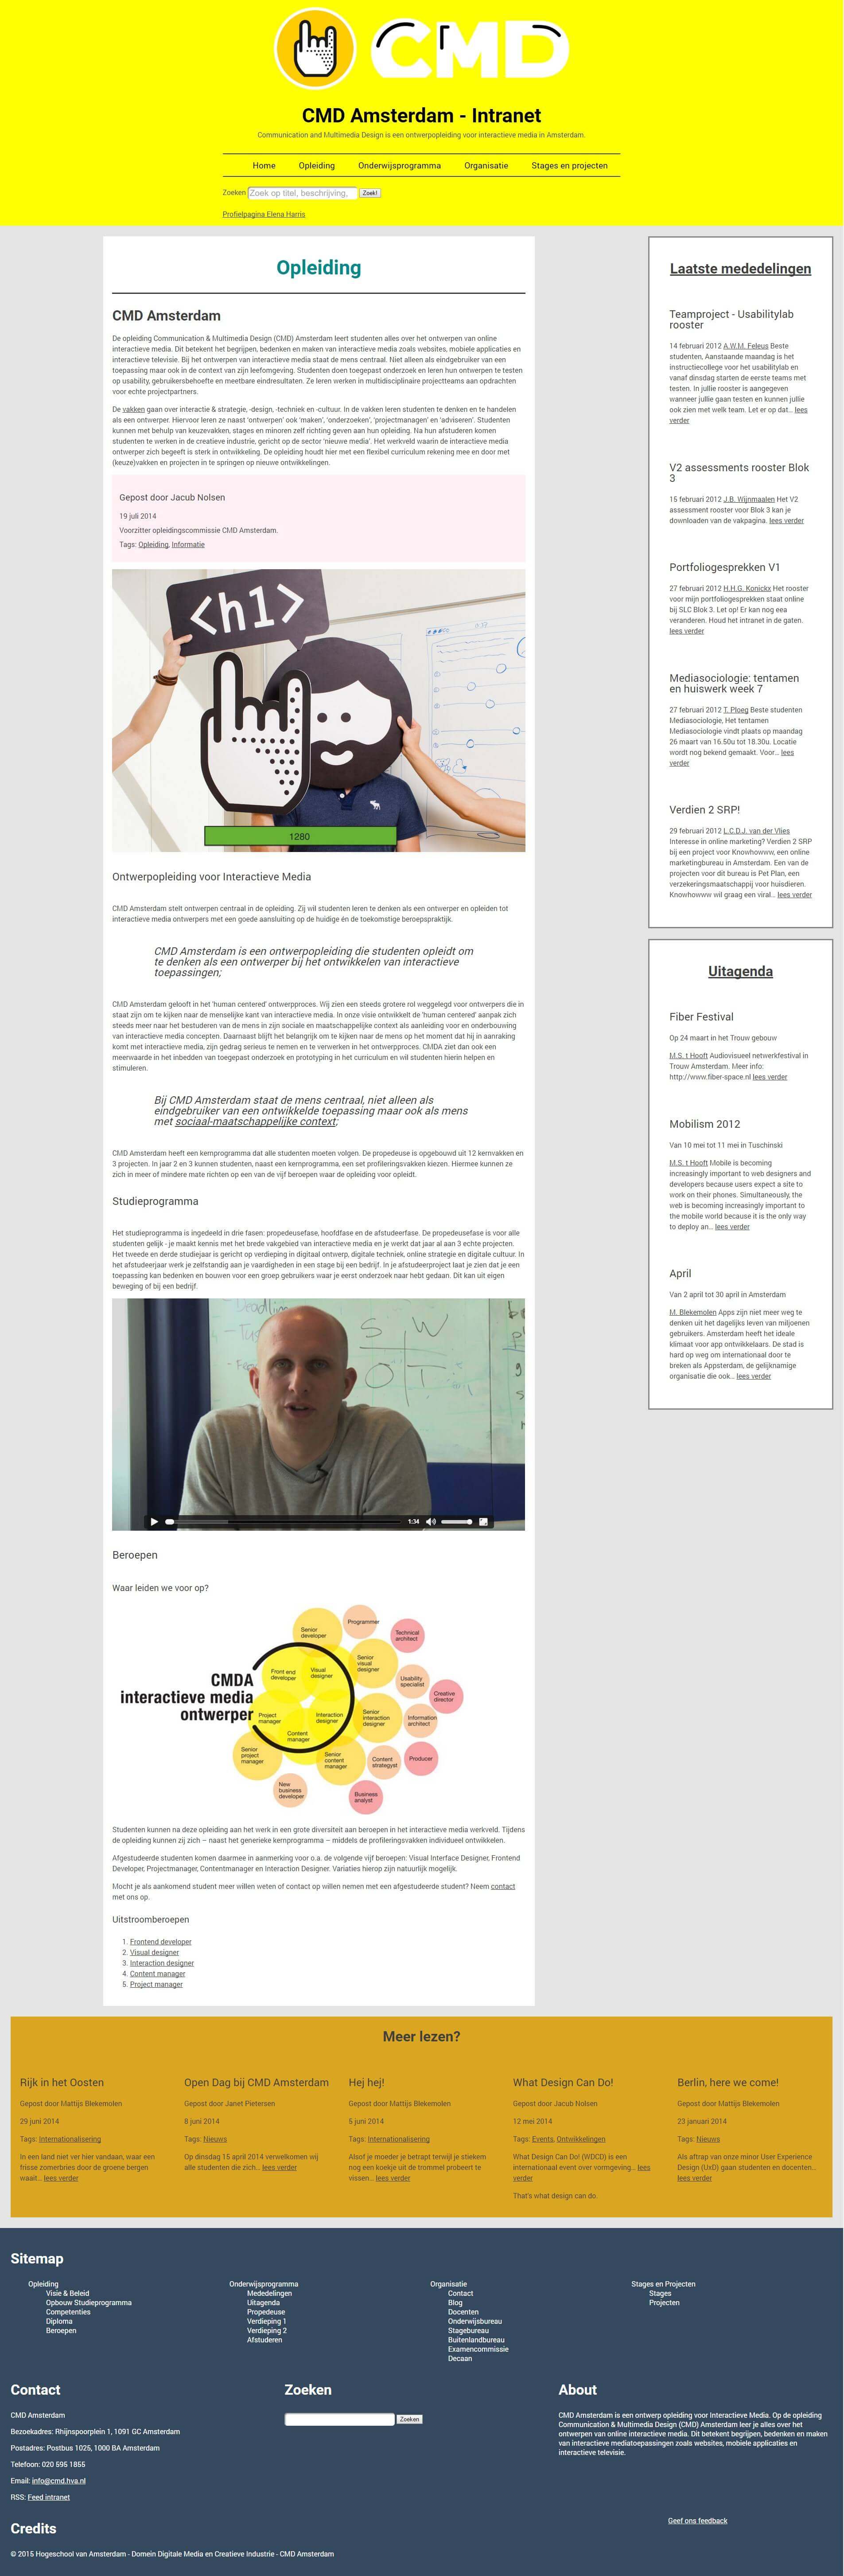 CMD
CMD Amsterdam - Intranet
Communication and Multimedia Design is een ontwerpopleiding voor interactieve media in Amsterdam.
Home Opleiding Onderwijsprogramma Organisatie Stages en projecten
Zoeken Zoek op titel, beschrijving, Zoek!
Profielpagina Elena Harris
Opleiding
CMD Amsterdam
De opleiding Communication & Multimedia Design (CMD) Amsterdam leert studenten alles over het ontwerpen van online
interactieve media. Dit betekent het begrijpen, bedenken en maken van interactieve media zoals websites, mobiele applicaties en
interactieve televisie. Bij het ontwerpen van interactieve media staat de mens centraal. Niet alleen als eindgebruiker van een
toepassing maar ook in de context van zijn leefomgeving. Studenten doen toegepast onderzoek en leren hun ontwerpen te testen
op usability, gebruikersbehoefte en meetbare eindresultaten. Ze leren werken in multidisciplinaire projectteams aan opdrachten
voor echte projectpartners.
De vakken gaan over interactie & strategie, -design, -techniek en -cultuur. In de vakken leren studenten te denken en te handelen
als een ontwerper. Hiervoor leren ze naast 'ontwerpen' ook 'maken', 'onderzoeken', 'projectmanagen' en 'adviseren'. Studenten
kunnen met behulp van keuzevakken, stages en minoren zelf richting geven aan hun opleiding. Na hun afstuderen komen
studenten te werken in de creatieve industrie, gericht op de sector 'nieuwe media'. Het werkveld waarin de interactieve media
ontwerper zich begeeft is sterk in ontwikkeling. De opleiding houdt hier met een flexibel curriculum rekening mee en door met
(keuze)vakken en projecten in te springen op nieuwe ontwikkelingen.
Gepost door Jacub Nolsen
19 juli 2014
Voorzitter opleidingscommissie CMD Amsterdam.
Tags: Opleiding, Informatie
<h1>
1280
Ontwerpopleiding voor Interactieve Media
CMD Amsterdam stelt ontwerpen centraal in de opleiding. Zij wil studenten leren te denken als een ontwerper en opleiden tot
interactieve media ontwerpers met een goede aansluiting op de huidige én de toekomstige beroepspraktijk.
CMD Amsterdam is een ontwerpopleiding die studenten opleidt om
te denken als een ontwerper bij het ontwikkelen van interactieve
toepassingen;
CMD Amsterdam gelooft in het 'human centered' ontwerpproces. Wij zien een steeds grotere rol weggelegd voor ontwerpers die in
staat zijn om te kijken naar de menselijke kant van interactieve media. In onze visie ontwikkelt de 'human centered' aanpak zich
steeds meer naar het bestuderen van de mens in zijn sociale en maatschappelijke context als aanleiding voor en onderbouwing
van interactieve media concepten. Daarnaast blijft het belangrijk om te kijken naar de mens op het moment dat hij in aanraking
komt met interactieve media, zijn gedrag serieus te nemen en te verwerken in het ontwerpproces. CMDA ziet dan ook een
meerwaarde in het inbedden van toegepast onderzoek en prototyping in het curriculum en wil studenten hierin helpen en
stimuleren.
Bij CMD Amsterdam staat de mens centraal, niet alleen als
eindgebruiker van een ontwikkelde toepassing maar ook als mens
met sociaal-maatschappelijke context;
CMD Amsterdam heeft een kernprogramma dat alle studenten moeten volgen. De propedeuse is opgebouwd uit 12 kernvakken en
3 projecten. In jaar 2 en 3 kunnen studenten, naast een kernprogramma, een set profileringsvakken kiezen. Hiermee kunnen ze
zich in meer of mindere mate richten op een van de vijf beroepen waar de opleiding voor opleidt.
Studieprogramma
Het studieprogramma is ingedeeld in drie fasen: propedeusefase, hoofdfase en de afstudeerfase. De propedeusefase is voor alle
studenten gelijk - je maakt kennis met het brede vakgebied van interactieve media en je werkt dat jaar al aan 3 echte projecten.
Het tweede en derde studiejaar is gericht op verdieping in digitaal ontwerp, digitale techniek, online strategie en digitale cultuur. In
het afstudeerjaar werk je zelfstandig aan je vaardigheden in een stage bij een bedrijf. In je afstudeerproject laat je zien dat je een
toepassing kan bedenken en bouwen voor een groep gebruikers waar je eerst onderzoek naar hebt gedaan. Dit kan uit eigen
beweging of bij een bedrijf.
S W
O T
1:34
Beroepen
Waar leiden we voor op?
CMDA
interactieve media
ontwerper
Senior developer
Programmer
Technical architect
Front end developer
Visual designer
Senior visual designer
Usability specialist
Creative director
Project manager
Interaction designer
Senior interaction designer
Information architect
Content manager
Senior project manager
Senior content manager
Content strategyst
Producer
New business developer
Business analyst
Studenten kunnen na deze opleiding aan het werk in een grote diversiteit aan beroepen in het interactieve media werkveld. Tijdens
de opleiding kunnen zij zich – naast het generieke kernprogramma – middels de profileringsvakken individueel ontwikkelen.
Afgestudeerde studenten komen daarmee in aanmerking voor o.a. de volgende vijf beroepen: Visual Interface Designer, Frontend
Developer, Projectmanager, Contentmanager en Interaction Designer. Variaties hierop zijn natuurlijk mogelijk.
Mocht je als aankomend student meer willen weten of contact op willen nemen met een afgestudeerde student? Neem contact
met ons op.
Uitstroomberoepen
1. Frontend developer
2. Visual designer
3. Interaction designer
4. Content manager
5. Project manager
Laatste mededelingen
Teamproject - Usabilitylab
rooster
14 februari 2012 A.W.M. Feleus Beste
studenten, Aanstaande maandag is het
instructiecollege voor het usabilitylab en
vanaf dinsdag starten de eerste teams met
testen. In jullie rooster is aangegeven
wanneer jullie gaan testen en kunnen jullie
ook zien met welk team. Let er op dat... lees
verder
V2 assessments rooster Blok
3
15 februari 2012 J.B. Wijnmaalen Het V2
assessment rooster voor Blok 3 kan je
downloaden van de vakpagina. lees verder
Portfoliogesprekken V1
27 februari 2012 H.H.G. Konickx Het rooster
voor mijn portfoliogesprekken staat online
bij SLC Blok 3. Let op! Er kan nog eea
veranderen. Houd het intranet in de gaten.
lees verder
Mediasociologie: tentamen
en huiswerk week 7
27 februari 2012 T. Ploeg Beste studenten
Mediasociologie, Het tentamen
Mediasociologie vindt plaats op maandag
26 maart van 16.50u tot 18.30u. Locatie
wordt nog bekend gemaakt. Voor... lees
verder
Verdien 2 SRP!
29 februari 2012 L.C.D.J. van der Vlies
Interesse in online marketing? Verdien 2 SRP
bij een project voor Knowhowww, een online
marketingbureau in Amsterdam. Een van de
projecten voor dit bureau is Pet Plan, een
verzekeringsmaatschappij voor huisdieren.
Knowhowww wil graag een viral... lees verder
Uitagenda
Fiber Festival
Op 24 maart in het Trouw gebouw
M.S. t Hooft Audiovisueel netwerkfestival in
Trouw Amsterdam. Meer info:
http://www.fiber-space.nl lees verder
Mobilism 2012
Van 10 mei tot 11 mei in Tuschinski
M.S. t Hooft Mobile is becoming
increasingly important to web designers and
developers because users expect a site to
work on their phones. Simultaneously, the
web is becoming increasingly important to
the mobile world because it is the only way
to deploy an... lees verder
April
Van 2 april tot 30 april in Amsterdam
M. Blekemolen Apps zijn niet meer weg te
denken uit het dagelijks leven van miljoenen
gebruikers. Amsterdam heeft het ideale
klimaat voor app ontwikkelaars. De stad is
hard op weg om internationaal door te
breken als Appsterdam, de gelijknamige
organisatie die ook... lees verder
Meer lezen?
Rijk in het Oosten
Gepost door Mattijs Blekemolen
29 juni 2014
Tags: Internationalisering
In een land niet ver hier vandaan, waar een
frisse zomerbries door de groene bergen
waait... lees verder
Open Dag bij CMD Amsterdam
Gepost door Janet Pietersen
8 juni 2014
Tags: Nieuws
Op dinsdag 15 april 2014 verwelkomen wij
alle studenten die zich... lees verder
Hej hej!
Gepost door Mattijs Blekemolen
5 juni 2014
Tags: Internationalisering
Alsof je moeder je betrapt terwijl je stiekem
nog een koekje uit de trommel probeert te
vissen... lees verder
What Design Can Do!
Gepost door Jacub Nolsen
12 mei 2014
Tags: Events, Ontwikkelingen
What Design Can Do! (WDCD) is een
internationaal event over vormgeving... lees
verder
That's what design can do.
Berlin, here we come!
Gepost door Mattijs Blekemolen
23 januari 2014
Tags: Nieuws
Als aftrap van onze minor User Experience
Design (UxD) gaan studenten en docenten...
lees verder
Sitemap
Opleiding
Visie & Beleid
Opbouw Studieprogramma
Competenties
Diploma
Beroepen
Onderwijsprogramma
Mededelingen
Uitagenda
Propedeuse
Verdieping 1
Verdieping 2
Afstuderen
Organisatie
Contact
Blog
Docenten
Onderwijsbureau
Stagebureau
Buitenlandbureau
Examencommissie
Decaan
Stages en Projecten
Stages
Projecten
Contact
CMD Amsterdam
Bezoekadres: Rhijnspoorplein 1, 1091 GC Amsterdam
Postadres: Postbus 1025, 1000 BA Amsterdam
Telefoon: 020 595 1855
Email: info@cmd.hva.nl
RSS: Feed intranet
Zoeken
Zoeken
About
CMD Amsterdam is een ontwerp opleiding voor Interactive Media. Op de opleiding
Communication & Multimedia Design (CMD) Amsterdam leer je alles over het
ontwerpen van online interactieve media. Dit betekent het begrijpen, bedenken en maken
van interactieve mediatoepassingen zoals websites, mobiele applicaties en
interactieve televisie.
Geef ons feedback
Credits
© 2015 Hogeschool van Amsterdam - Domein Digitale Media en Creatieve Industrie - CMD Amsterdam